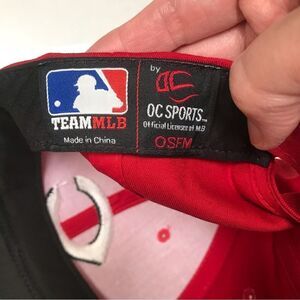 TEAMMLB
Made in China
by
OC SPORTS
Official Licensee of MLB
OSFM